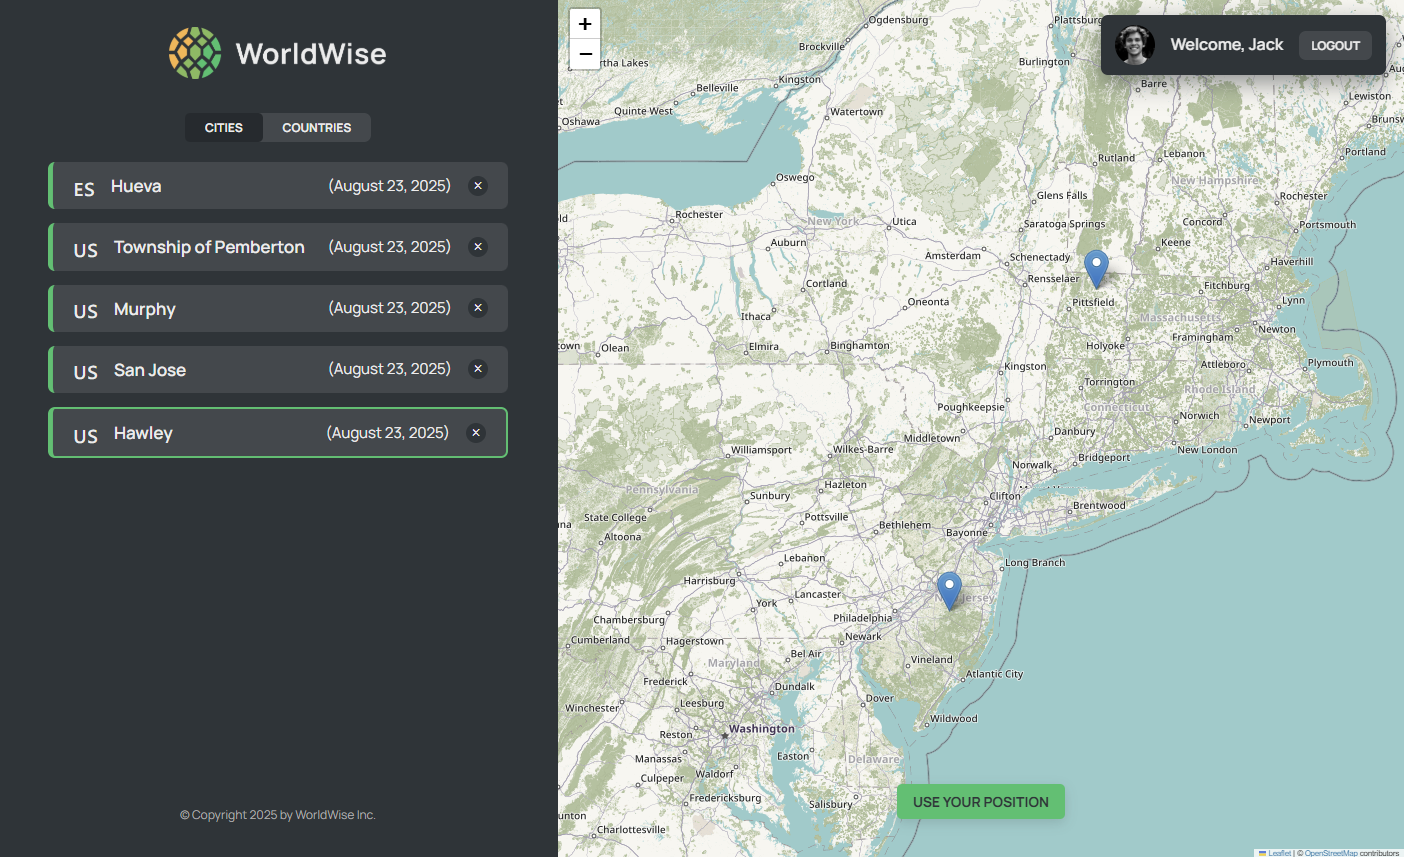 WorldWise
CITIES COUNTRIES
ES Hueva (August 23, 2025) ×
US Township of Pemberton (August 23, 2025) ×
US Murphy (August 23, 2025) ×
US San Jose (August 23, 2025) ×
US Hawley (August 23, 2025) ×
© Copyright 2025 by WorldWise Inc.
+
−
Welcome, Jack LOGOUT
Ogdensburg
Plattsburg
Brockville
Burlington
rtha Lakes
Kingston
Belleville
Barre
Quinte West
Watertown
Lewiston
Oshawa
Brunsw
Portland
Rutland
Lebanon
Oswego
New Hampshire
Glens Falls
Rochester
Rochester
New York
Utica
Saratoga Springs
Concord
Portsmouth
Auburn
Keene
Amsterdam
Schenectady
Haverhill
Rensselaer
Cortland
Fitchburg
Oneonta
Pittsfield
Lynn
Ithaca
Massachusetts
Newton
Framingham
own
Olean
Elmira
Binghamton
Holyoke
Kingston
Attleboro
Plymouth
Torrington
Rhode Island
Poughkeepsie
Connecticut
Norwich
Newport
Middletown
Danbury
Williamsport
Wilkes-Barre
New London
Norwalk
Bridgeport
Pennsylvania
Hazleton
Sunbury
Clifton
Brentwood
State College
Pottsville
Bethlehem
Altoona
Bayonne
Lebanon
Long Branch
Harrisburg
Lancaster
New Jersey
York
Chambersburg
Philadelphia
Cumberland
Hagerstown
Newark
Bel Air
Maryland
Vineland
Frederick
Atlantic City
Dundalk
Winchester
Leesburg
Dover
Wildwood
Washington
Reston
Easton
Manassas
Delaware
Waldorf
Culpeper
Fredericksburg
Salisbury
unton
Charlottesville
USE YOUR POSITION
Leaflet | © OpenStreetMap contributors